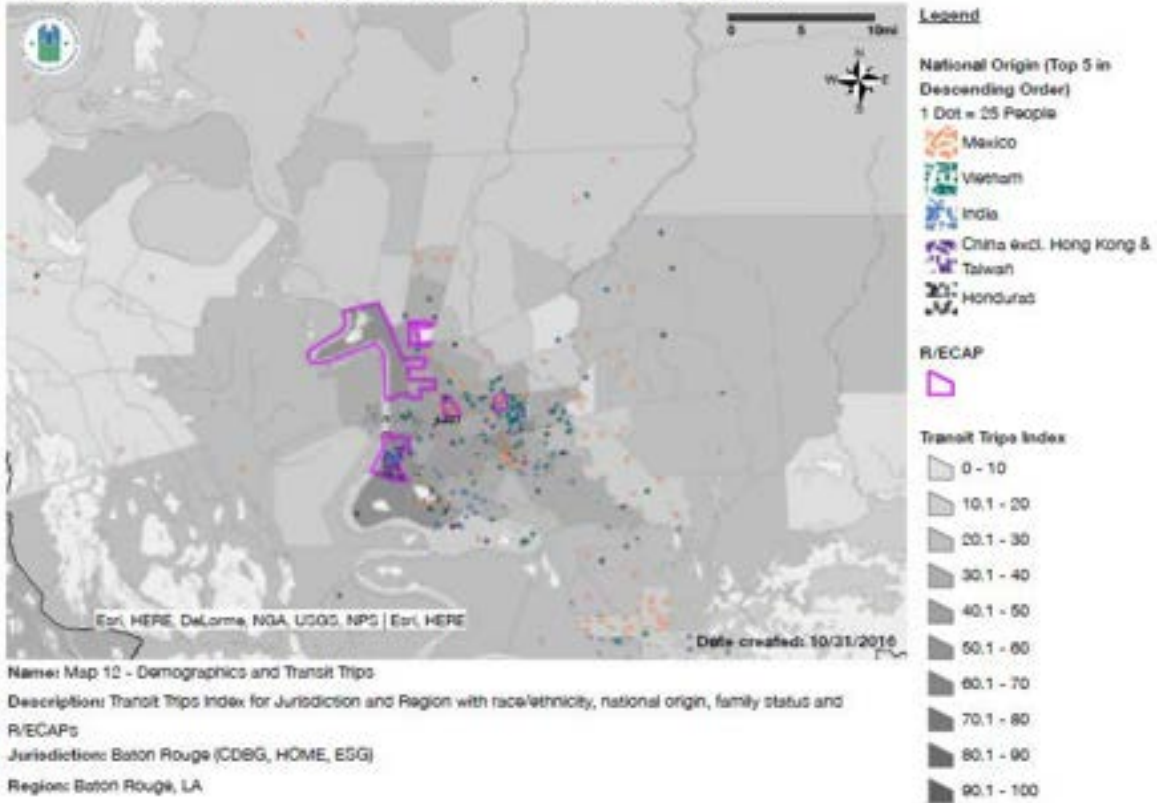 0 5 10mi
N
W E
S
Esri, HERE, DeLorme, NGA, USGS, NPS | Esri, HERE
Date created: 10/31/2016
Name: Map 12 - Demographics and Transit Trips
Description: Transit Trips Index for Jurisdiction and Region with race/ethnicity, national origin, family status and
R/ECAPs
Jurisdiction: Baton Rouge (CDBG, HOME, ESG)
Region: Baton Rouge, LA
Legend
National Origin (Top 5 in
Descending Order)
1 Dot = 25 People
Mexico
Vietnam
India
China excl. Hong Kong &
Taiwan
Honduras
R/ECAP
Transit Trips Index
0 - 10
10.1 - 20
20.1 - 30
30.1 - 40
40.1 - 50
50.1 - 60
60.1 - 70
70.1 - 80
80.1 - 90
90.1 - 100